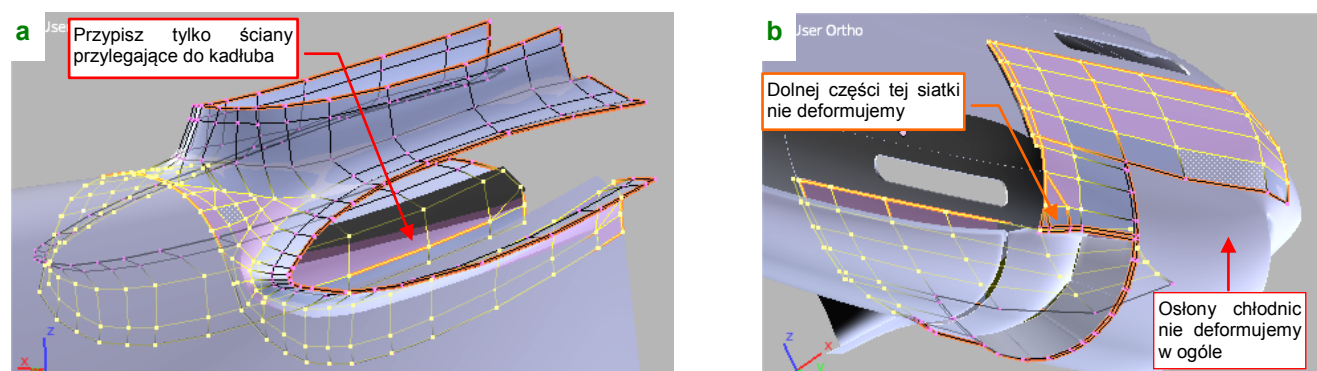 a
User
Przypisz tylko ściany
przylegające do kadłuba
z
x
b
User Ortho
Dolnej części tej siatki
nie deformujemy
Osłony chłodnic
nie deformujemy
w ogóle
z
x
y